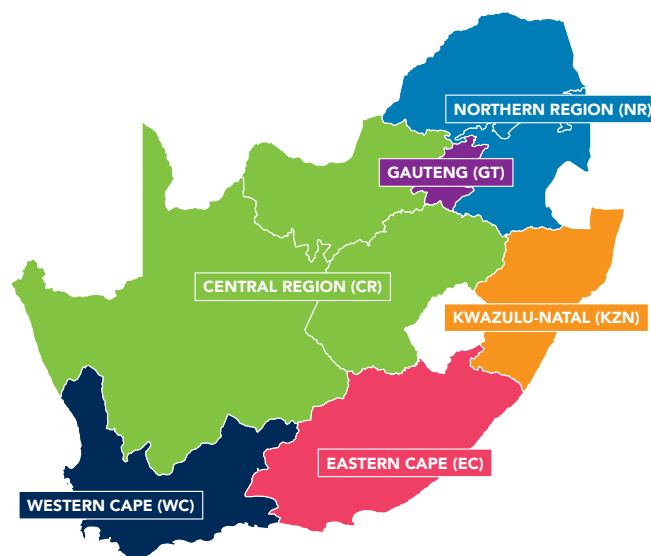 NORTHERN REGION (NR)
GAUTENG (GT)
CENTRAL REGION (CR)
KWAZULU-NATAL (KZN)
EASTERN CAPE (EC)
WESTERN CAPE (WC)